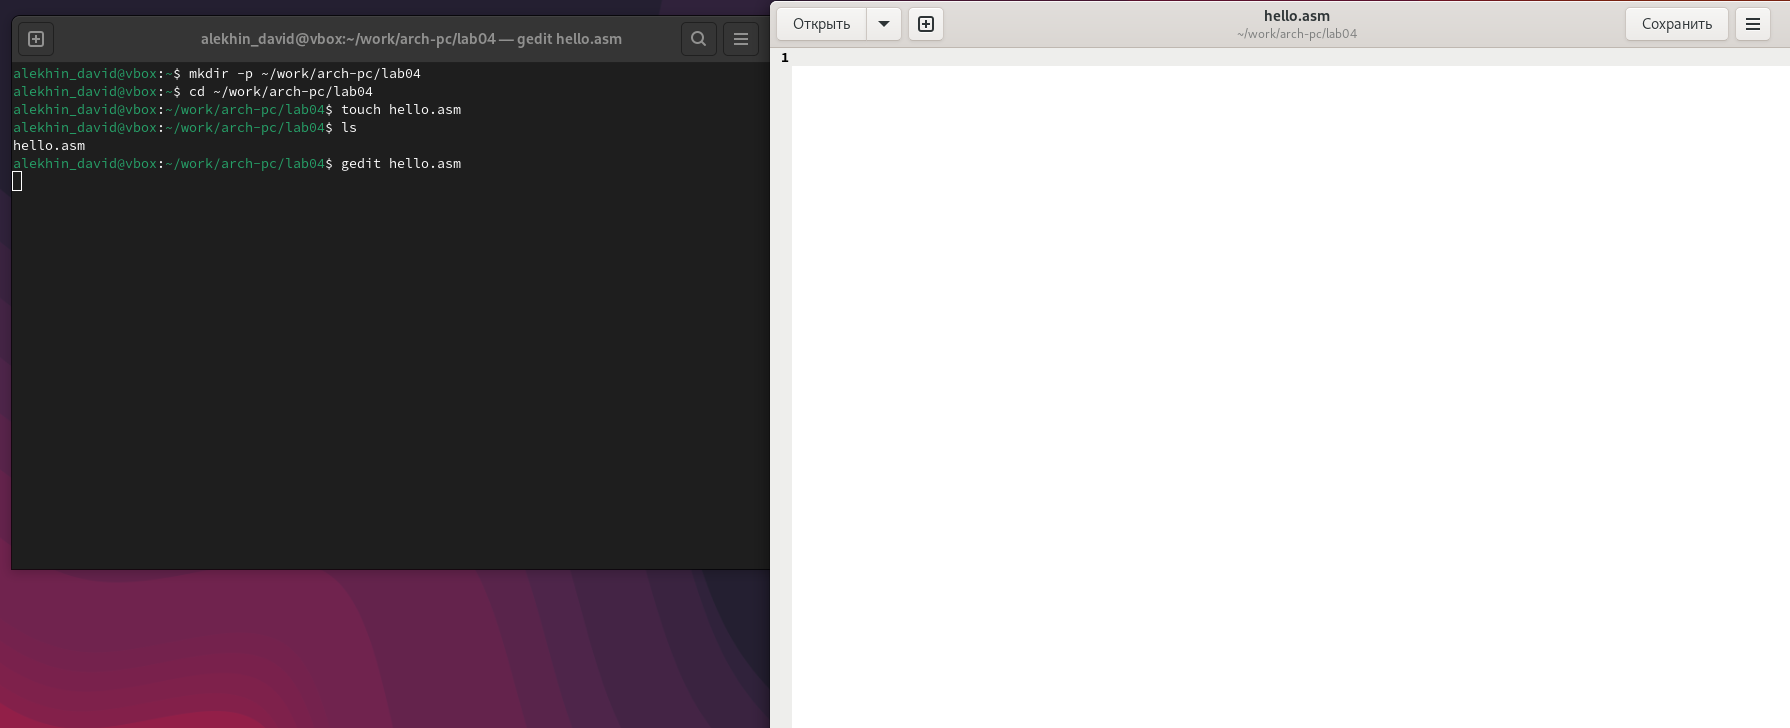 alekhin_david@vbox:~/work/arch-pc/lab04 — gedit hello.asm
alekhin_david@vbox:~$ mkdir -p ~/work/arch-pc/lab04
alekhin_david@vbox:~$ cd ~/work/arch-pc/lab04
alekhin_david@vbox:~/work/arch-pc/lab04$ touch hello.asm
alekhin_david@vbox:~/work/arch-pc/lab04$ ls
hello.asm
alekhin_david@vbox:~/work/arch-pc/lab04$ gedit hello.asm
Открыть
hello.asm
~/work/arch-pc/lab04
Сохранить
1